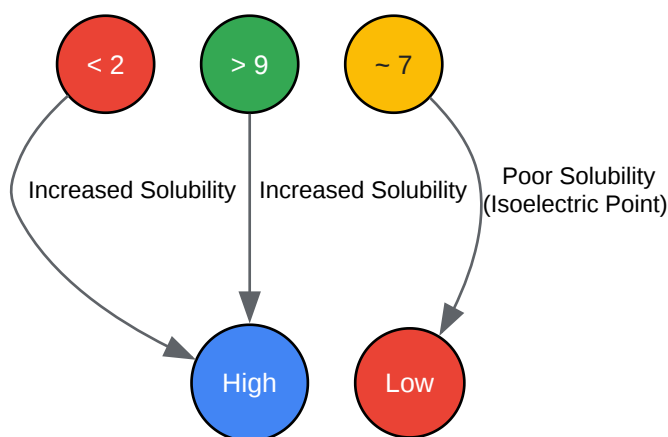 < 2
> 9
~ 7
Increased Solubility
Increased Solubility
Poor Solubility
(Isoelectric Point)
High
Low